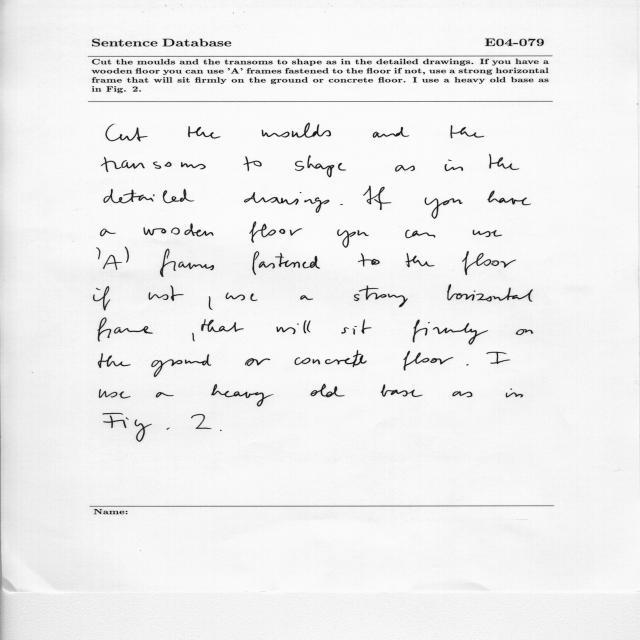 Sentence Database E04-079
Cut the moulds and the transoms to shape as in the detailed drawings. If you have a
wooden floor you can use 'A' frames fastened to the floor if not, use a strong horizontal
frame that will sit firmly on the ground or concrete floor. I use a heavy old base as
in Fig. 2.
Cut the moulds and the
transoms to shape as in the
detailed drawings. If you have
a wooden floor you can use
'A' frames fastened to the floor
if not , use a strong horizontal
frame , that will sit firmly on
the ground or concrete floor. I
use a heavy old base as in
Fig. 2.
Name: